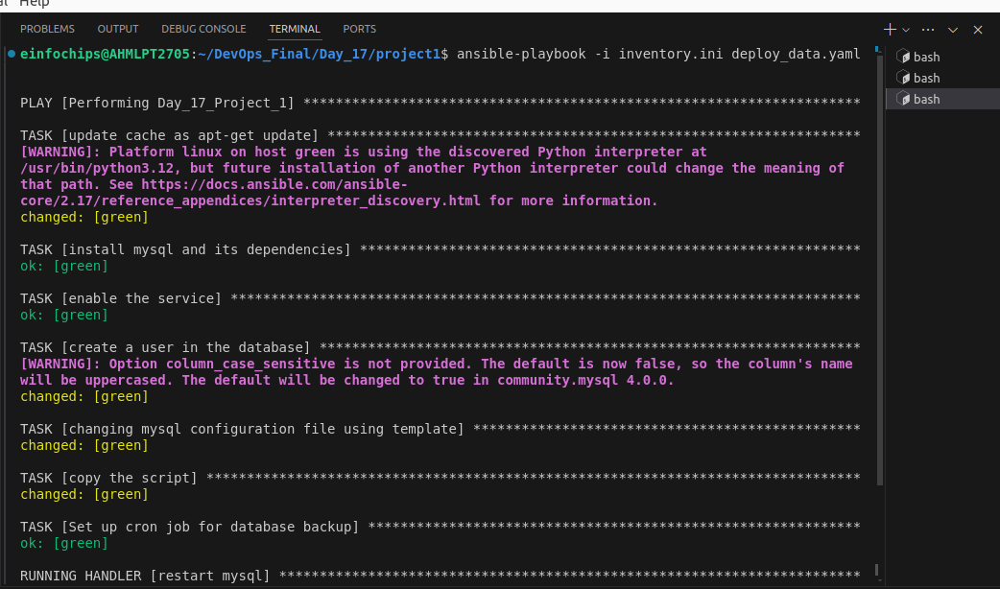 al Help
PROBLEMS OUTPUT DEBUG CONSOLE TERMINAL PORTS
einfochips@AHMLPT2705:~/DevOps_Final/Day_17/project1$ ansible-playbook -i inventory.ini deploy_data.yaml
PLAY [Performing Day_17_Project_1] *********************************************************************
TASK [update cache as apt-get update] ******************************************************************
[WARNING]: Platform linux on host green is using the discovered Python interpreter at
/usr/bin/python3.12, but future installation of another Python interpreter could change the meaning of
that path. See https://docs.ansible.com/ansible-
core/2.17/reference_appendices/interpreter_discovery.html for more information.
changed: [green]
TASK [install mysql and its dependencies] **************************************************************
ok: [green]
TASK [enable the service] ******************************************************************************
ok: [green]
TASK [create a user in the database] *******************************************************************
[WARNING]: Option column_case_sensitive is not provided. The default is now false, so the column's name
will be uppercased. The default will be changed to true in community.mysql 4.0.0.
changed: [green]
TASK [changing mysql configuration file using template] ************************************************
changed: [green]
TASK [copy the script] *********************************************************************************
changed: [green]
TASK [Set up cron job for database backup] *************************************************************
ok: [green]
RUNNING HANDLER [restart mysql] ************************************************************************
bash
bash
bash